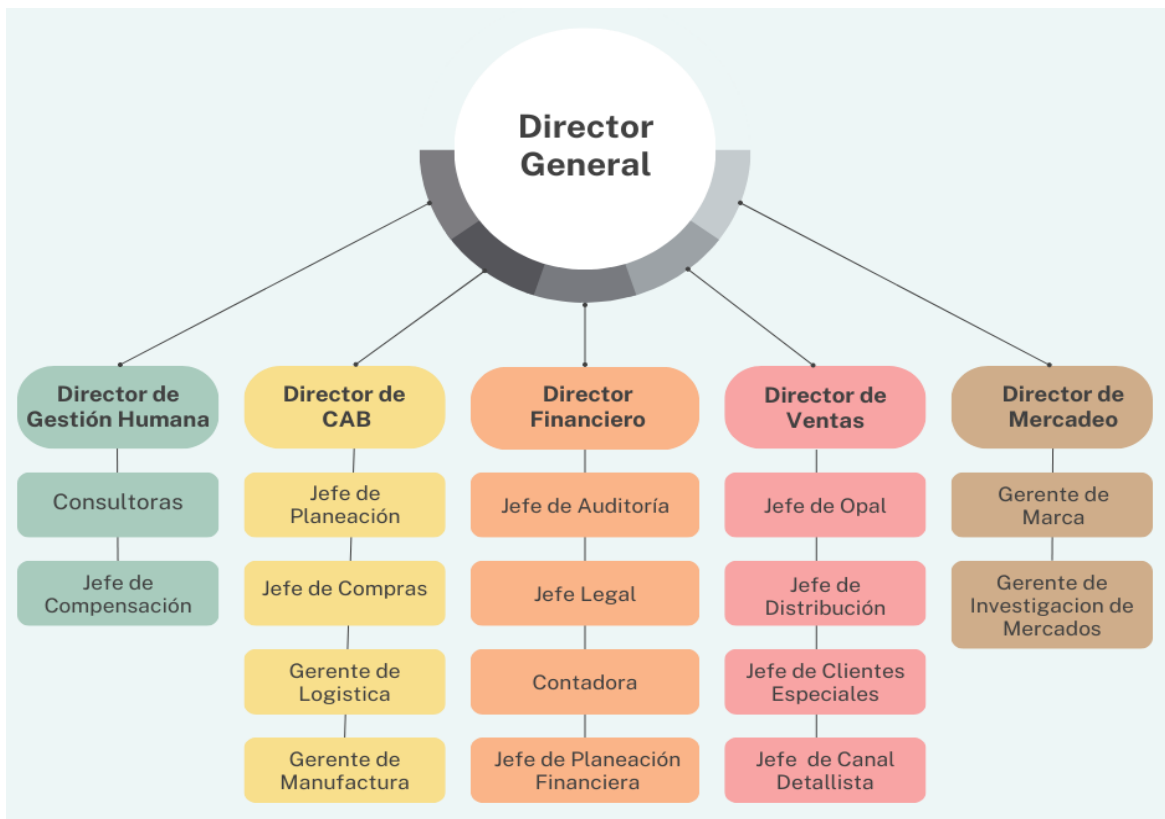 Director
General
Director de
Gestión Humana
Consultoras
Jefe de
Compensación
Director de
CAB
Jefe de
Planeación
Jefe de Compras
Gerente de
Logistica
Gerente de
Manufactura
Director
Financiero
Jefe de Auditoría
Jefe Legal
Contadora
Jefe de Planeación
Financiera
Director de
Ventas
Jefe de Opal
Jefe de
Distribución
Jefe de Clientes
Especiales
Jefe de Canal
Detallista
Director de
Mercadeo
Gerente de
Marca
Gerente de
Investigacion de
Mercados